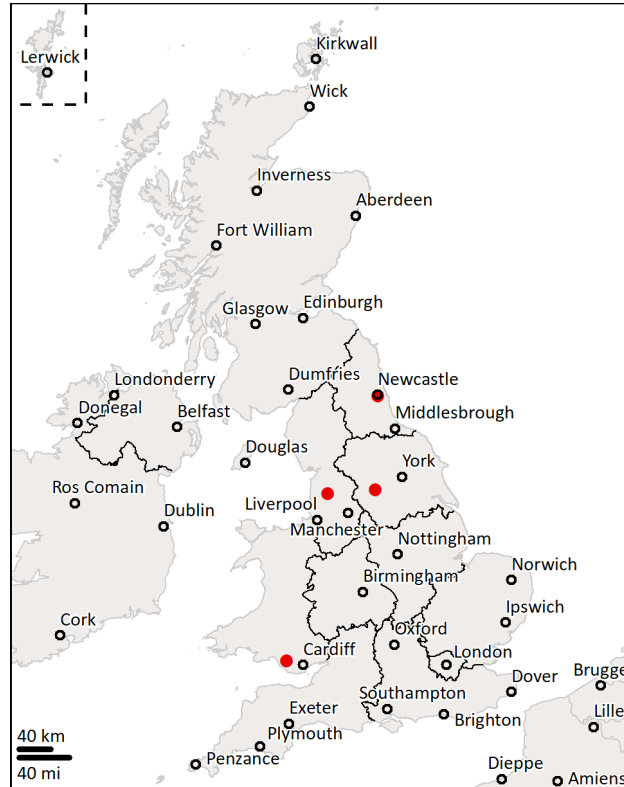 Kirkwall
Lerwick
Wick
Inverness
Aberdeen
Fort William
Edinburgh
Glasgow
Dumfries
Londonderry
Newcastle
Donegal
Belfast
Middlesbrough
Douglas
York
Ros Comain
Liverpool
Dublin
Manchester
Nottingham
Birmingham
Norwich
Ipswich
Cork
Oxford
Cardiff
London
Brugge
Dover
Southampton
Exeter
Lille
Brighton
Plymouth
40 km
Penzance
Dieppe
40 mi
Amiens